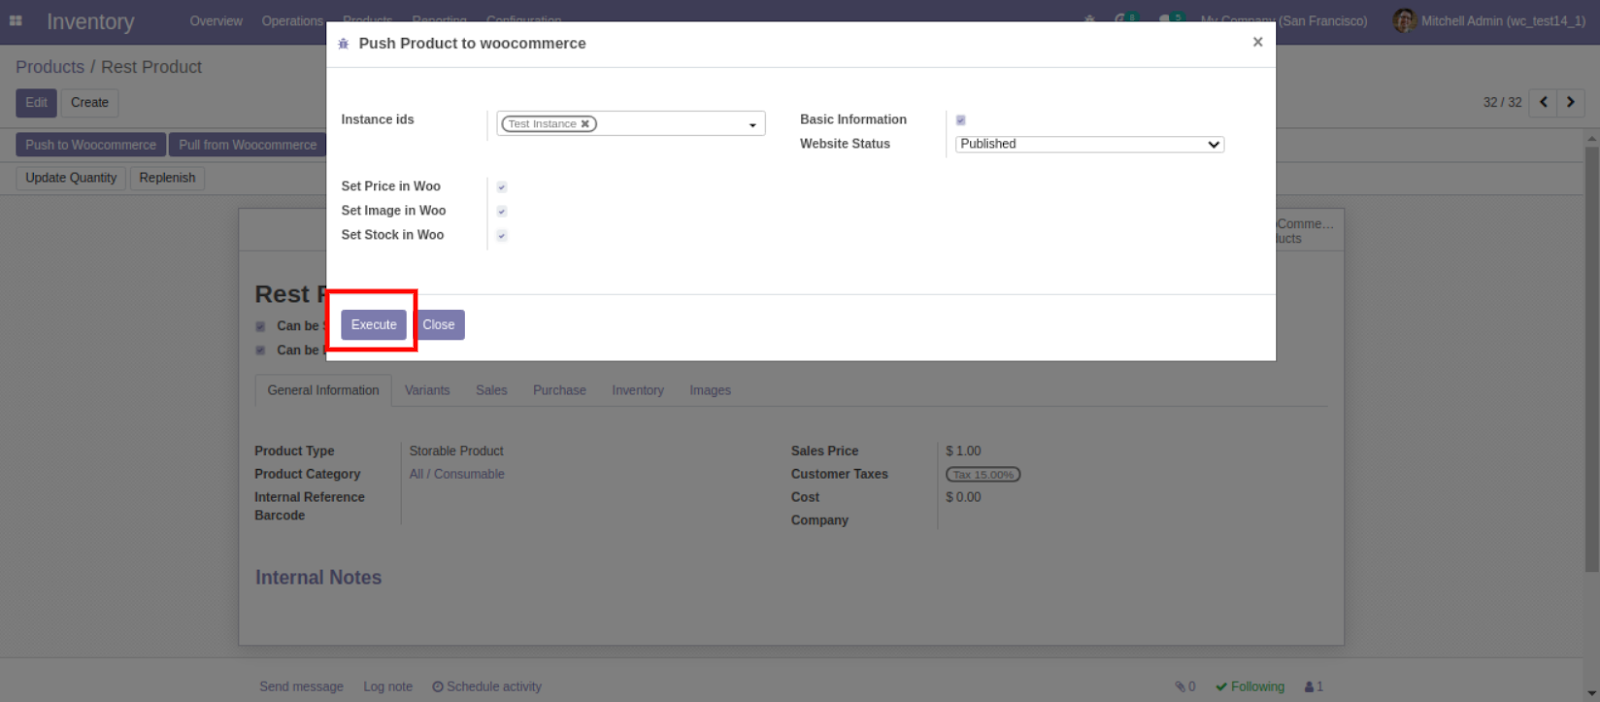 Inventory
Overview Operations Products Reporting Configuration
My Company (San Francisco) Mitchell Admin (wc_test14_1)
Push Product to woocommerce
Products / Rest Product
Edit Create
32 / 32
Push to Woocommerce Pull from Woocommerce
Update Quantity Replenish
Instance ids Test Instance
Basic Information
Website Status Published
Set Price in Woo
Set Image in Woo
Set Stock in Woo
Rest
Can be
Can be
Execute Close
General Information Variants Sales Purchase Inventory Images
Product Type Storable Product
Product Category All / Consumable
Internal Reference
Barcode
Sales Price $ 1.00
Customer Taxes Tax 15.00%
Cost $ 0.00
Company
Internal Notes
Send message Log note Schedule activity
0 Following 1